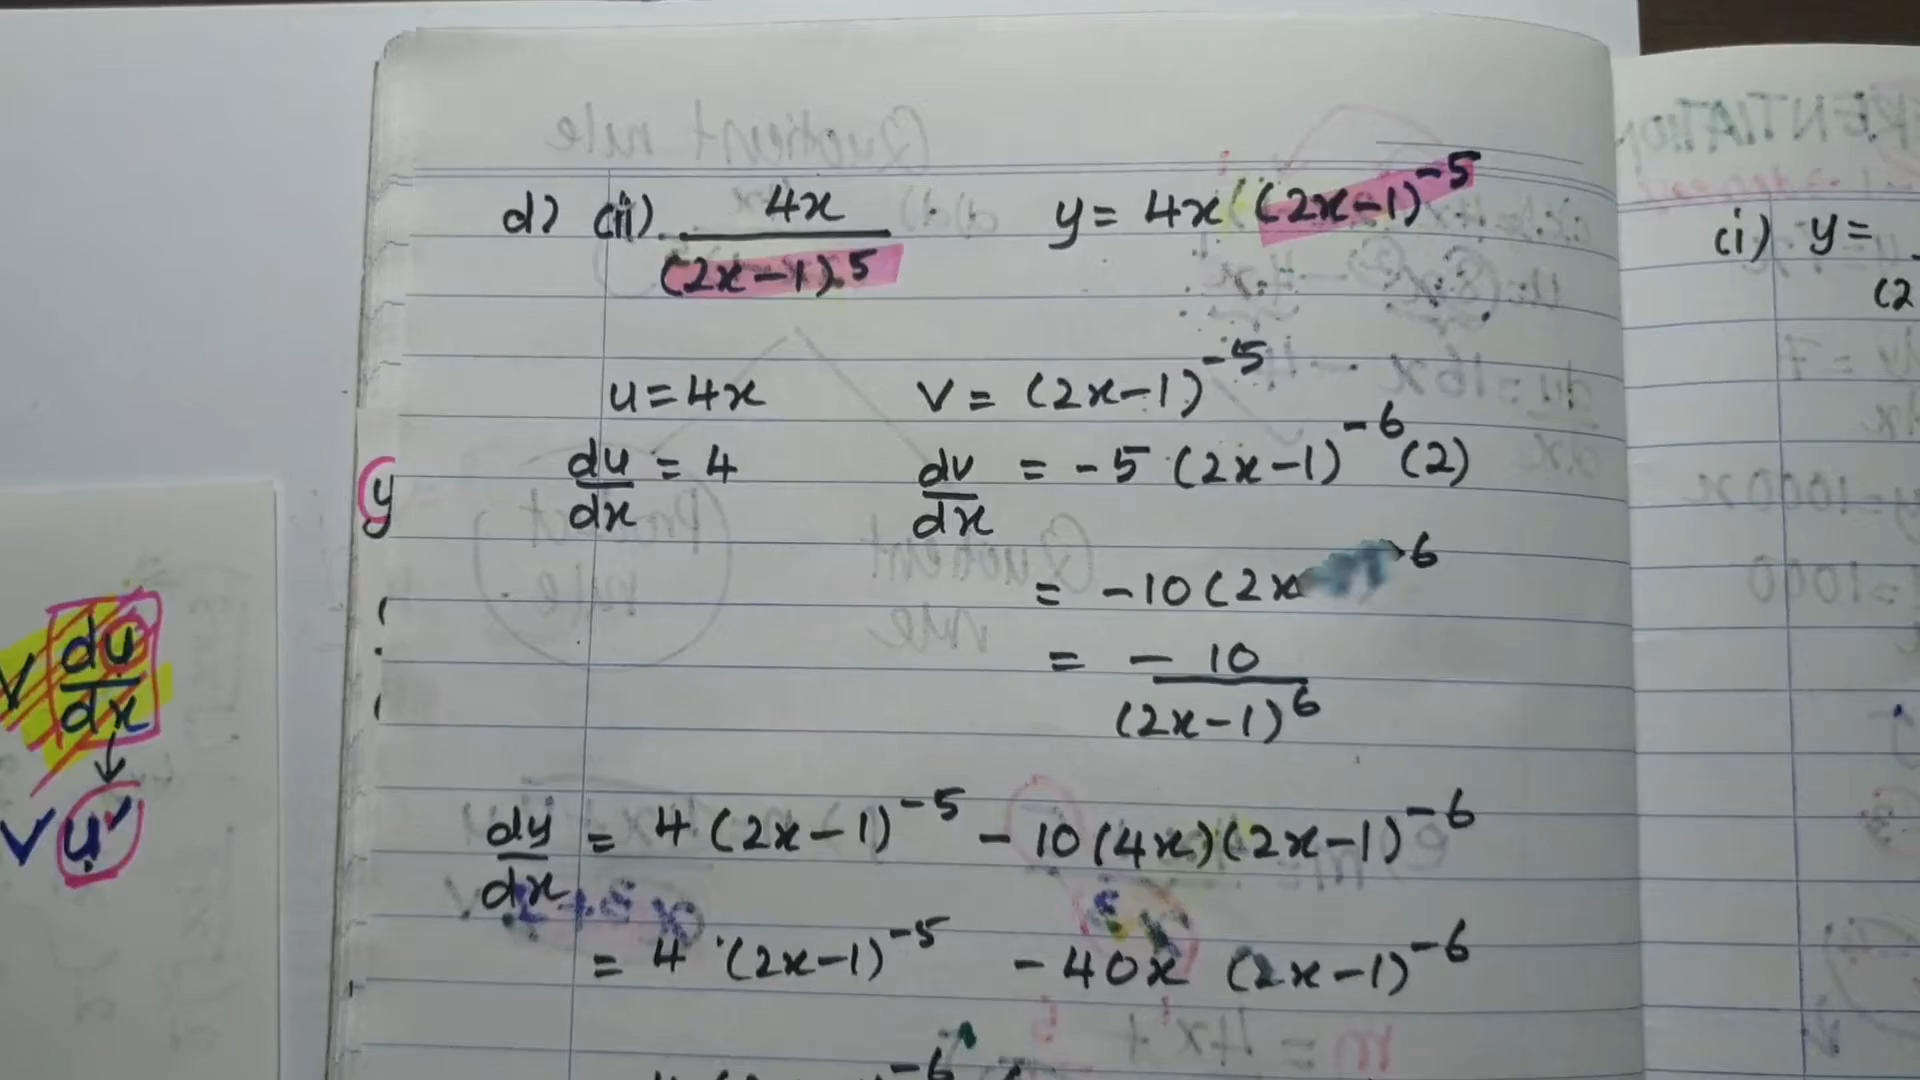 d) (ii) 4x / (2x-1)^5 y = 4x (2x-1)^-5
u = 4x v = (2x-1)^-5
du/dx = 4 dv/dx = -5 (2x-1)^-6 (2)
= -10 (2x 6
= -10 / (2x-1)^6
dy/dx = 4 (2x-1)^-5 - 10 (4x) (2x-1)^-6
= 4 (2x-1)^-5 - 40x (2x-1)^-6
y
v du/dx
v u'
(i) y =
(2